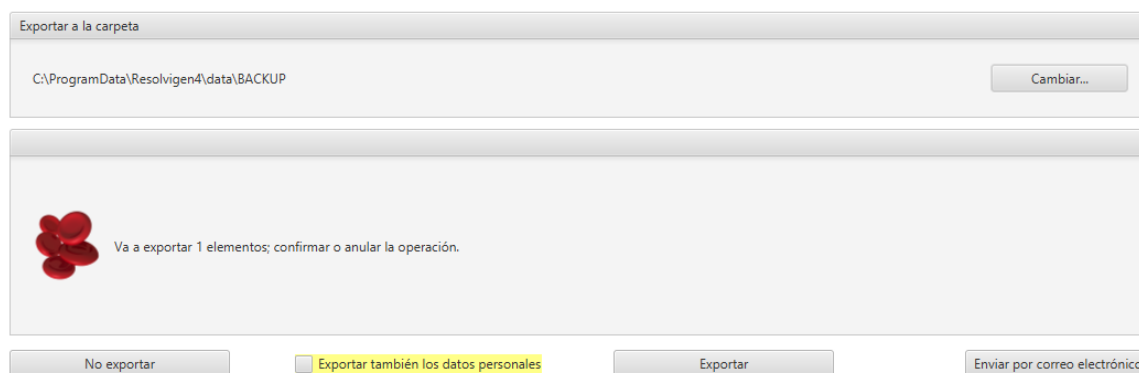 Exportar a la carpeta
C:\ProgramData\Resolvigen4\data\BACKUP
Cambiar...
Va a exportar 1 elementos; confirmar o anular la operación.
No exportar
Exportar también los datos personales
Exportar
Enviar por correo electrónico